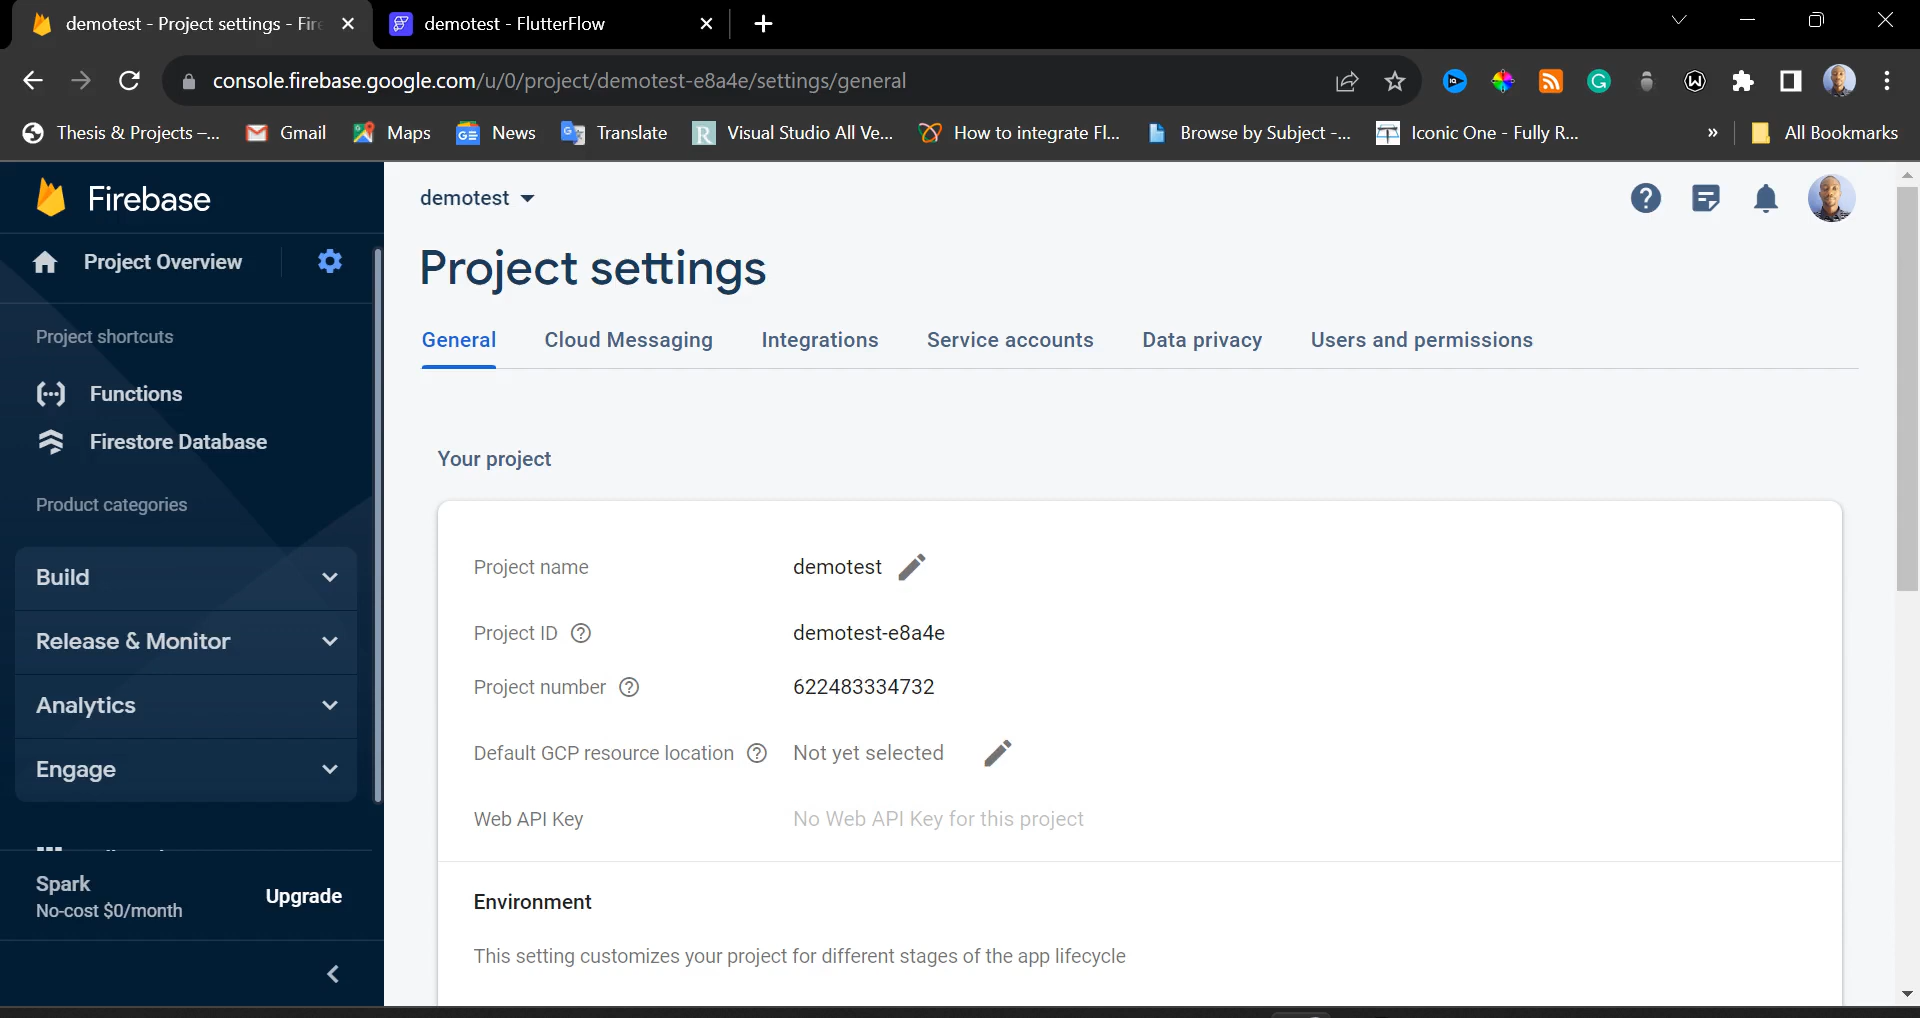 demotest - Project settings - Fire
demotest - FlutterFlow
console.firebase.google.com/u/0/project/demotest-e8a4e/settings/general
Thesis & Projects –...
Gmail
Maps
News
Translate
Visual Studio All Ve...
How to integrate Fl...
Browse by Subject -...
Iconic One - Fully R...
»
All Bookmarks
Firebase
Project Overview
Project shortcuts
Functions
Firestore Database
Product categories
Build
Release & Monitor
Analytics
Engage
Spark
No-cost $0/month
Upgrade
demotest
Project settings
General
Cloud Messaging
Integrations
Service accounts
Data privacy
Users and permissions
Your project
Project name
demotest
Project ID
demotest-e8a4e
Project number
622483334732
Default GCP resource location
Not yet selected
Web API Key
No Web API Key for this project
Environment
This setting customizes your project for different stages of the app lifecycle